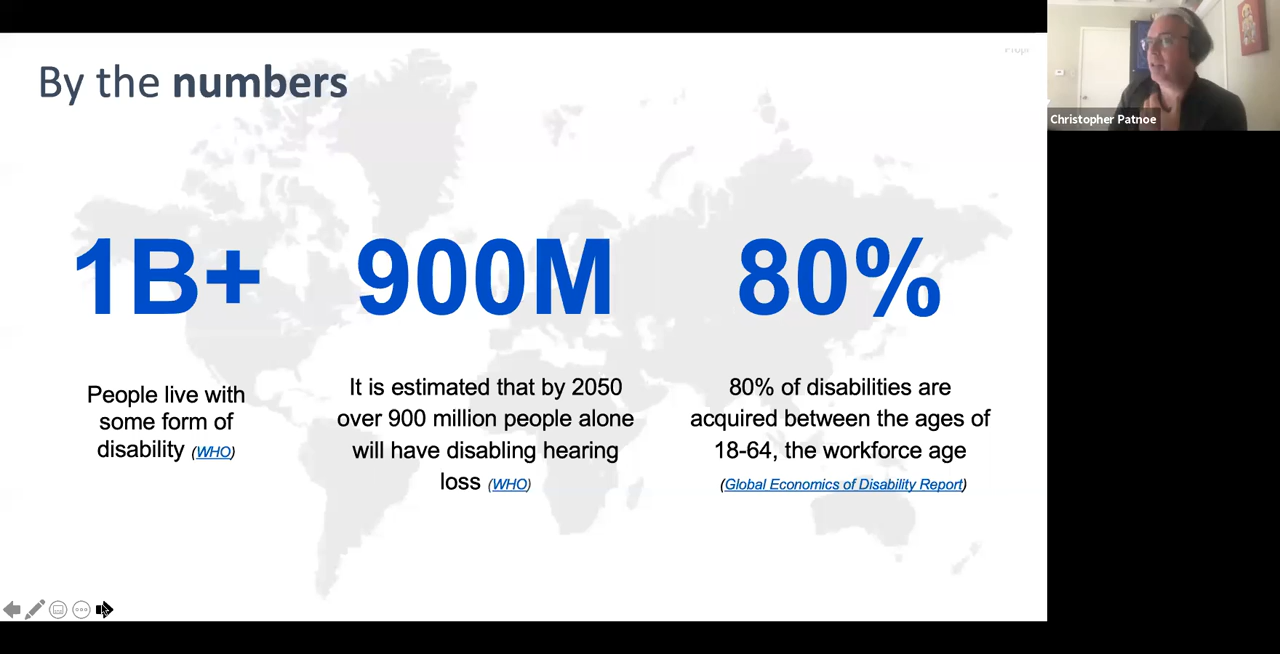 By the numbers
1B+
900M
80%
People live with
some form of
disability (WHO)
It is estimated that by 2050
over 900 million people alone
will have disabling hearing
loss (WHO)
80% of disabilities are
acquired between the ages of
18-64, the workforce age
(Global Economics of Disability Report)
Christopher Patnoe